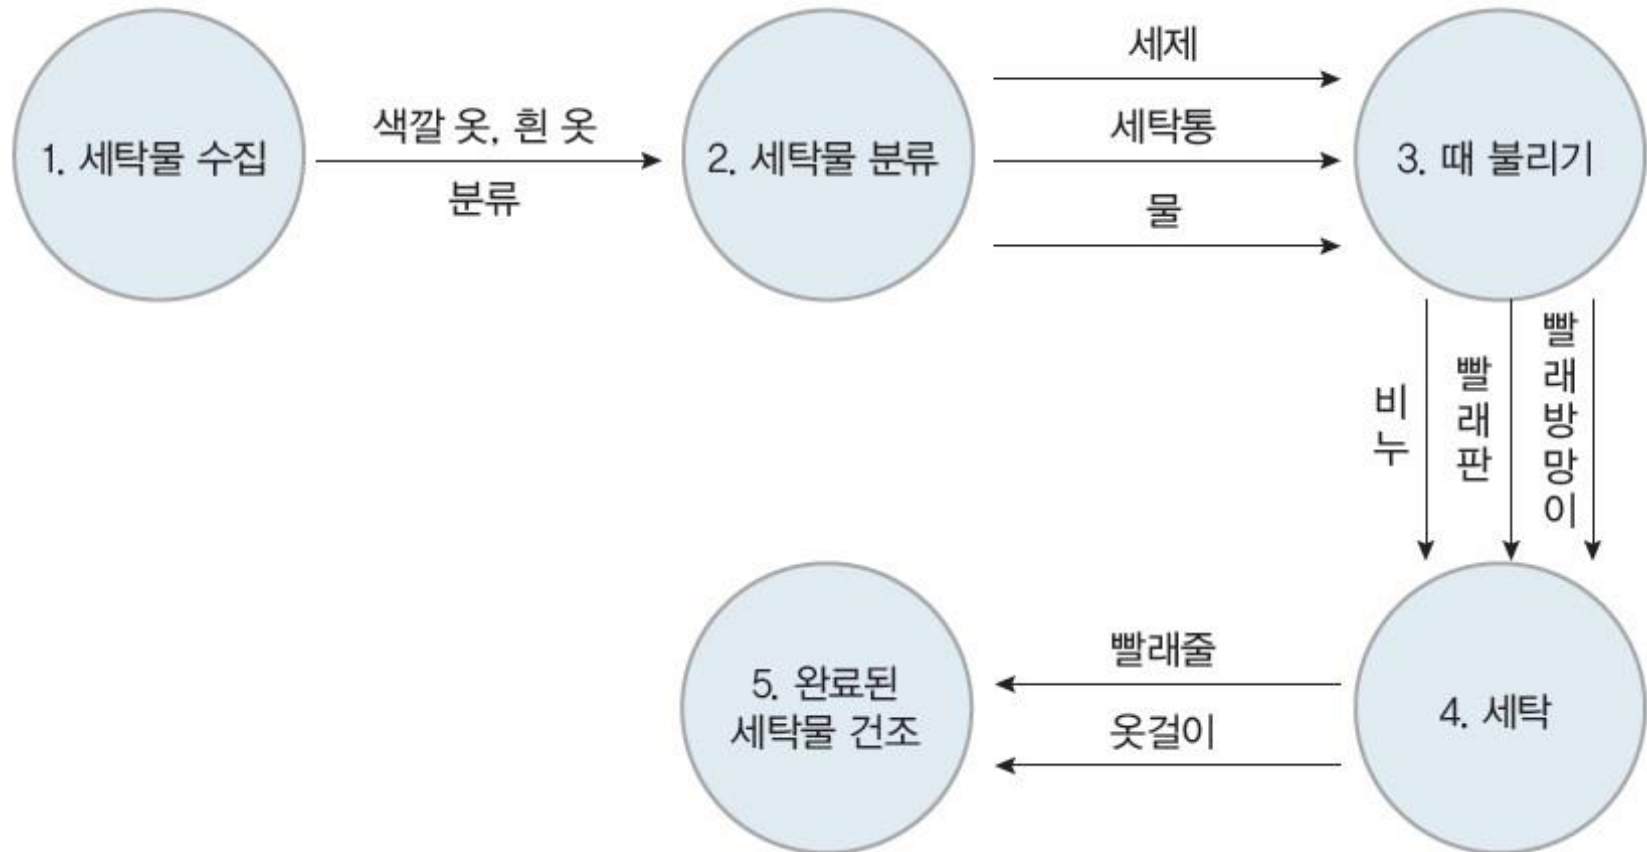 1. 세탁물 수집
색깔 옷, 흰 옷
분류
2. 세탁물 분류
세제
세탁통
물
3. 때 불리기
비누
빨래판
빨래방망이
4. 세탁
빨래줄
옷걸이
5. 완료된
세탁물 건조